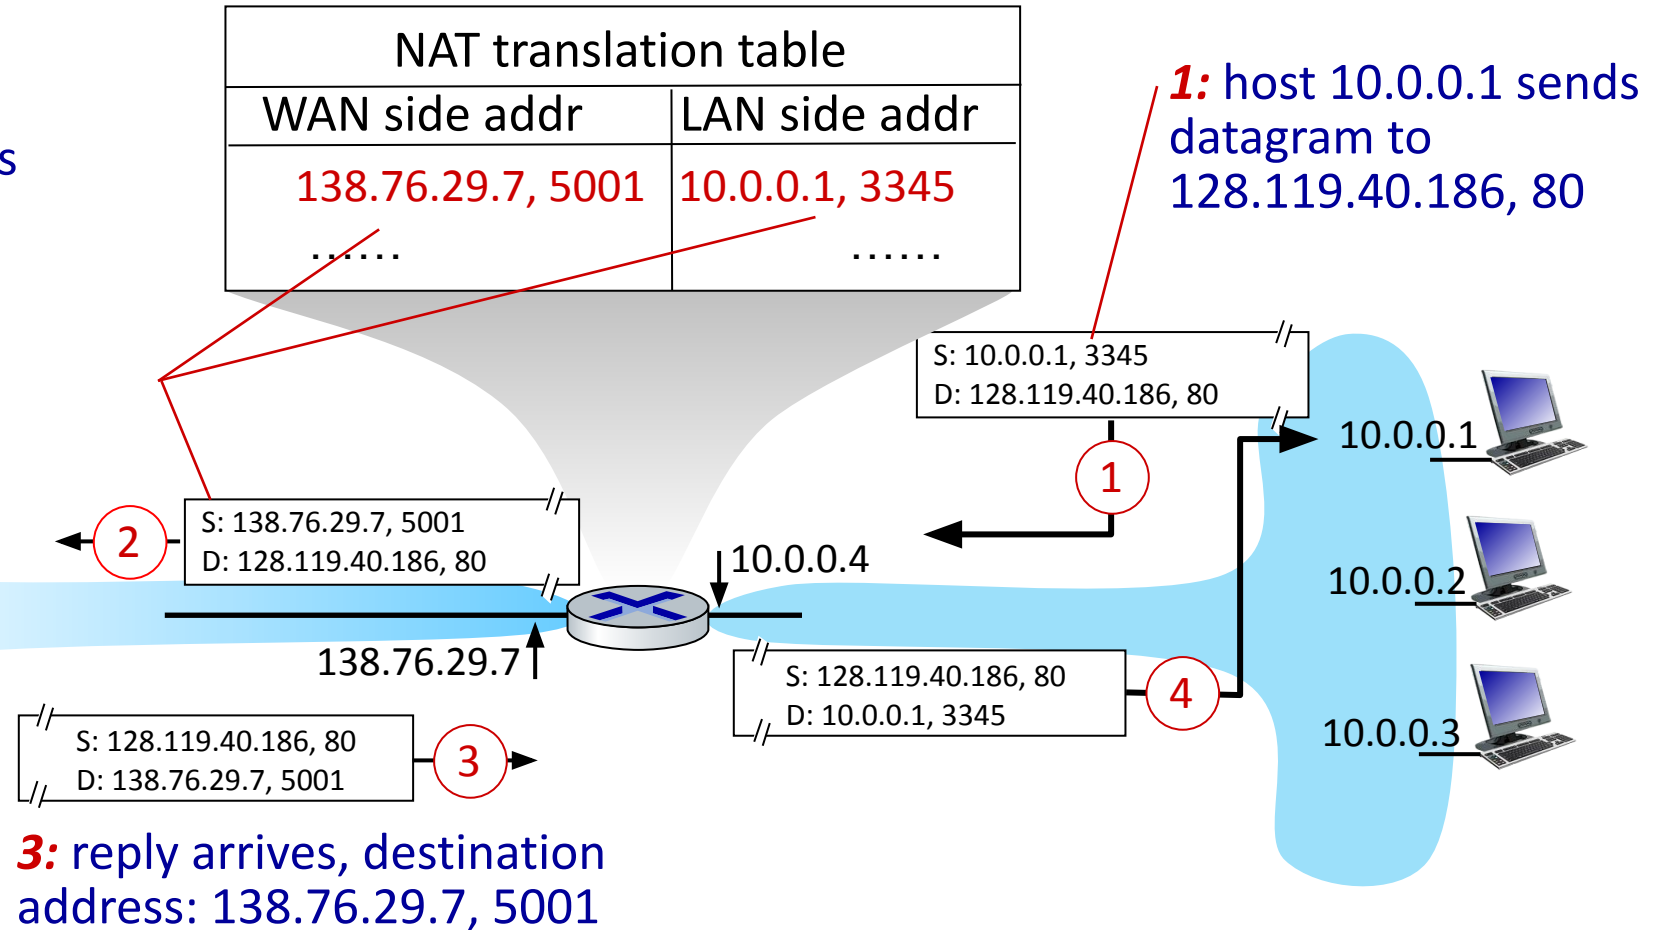 NAT translation table
WAN side addr LAN side addr
138.76.29.7, 5001 10.0.0.1, 3345
...... ......
1: host 10.0.0.1 sends
datagram to
128.119.40.186, 80
s
S: 10.0.0.1, 3345
D: 128.119.40.186, 80
1
10.0.0.1
2
S: 138.76.29.7, 5001
D: 128.119.40.186, 80
10.0.0.4
10.0.0.2
138.76.29.7
S: 128.119.40.186, 80
D: 10.0.0.1, 3345
4
10.0.0.3
S: 128.119.40.186, 80
D: 138.76.29.7, 5001
3
3: reply arrives, destination
address: 138.76.29.7, 5001